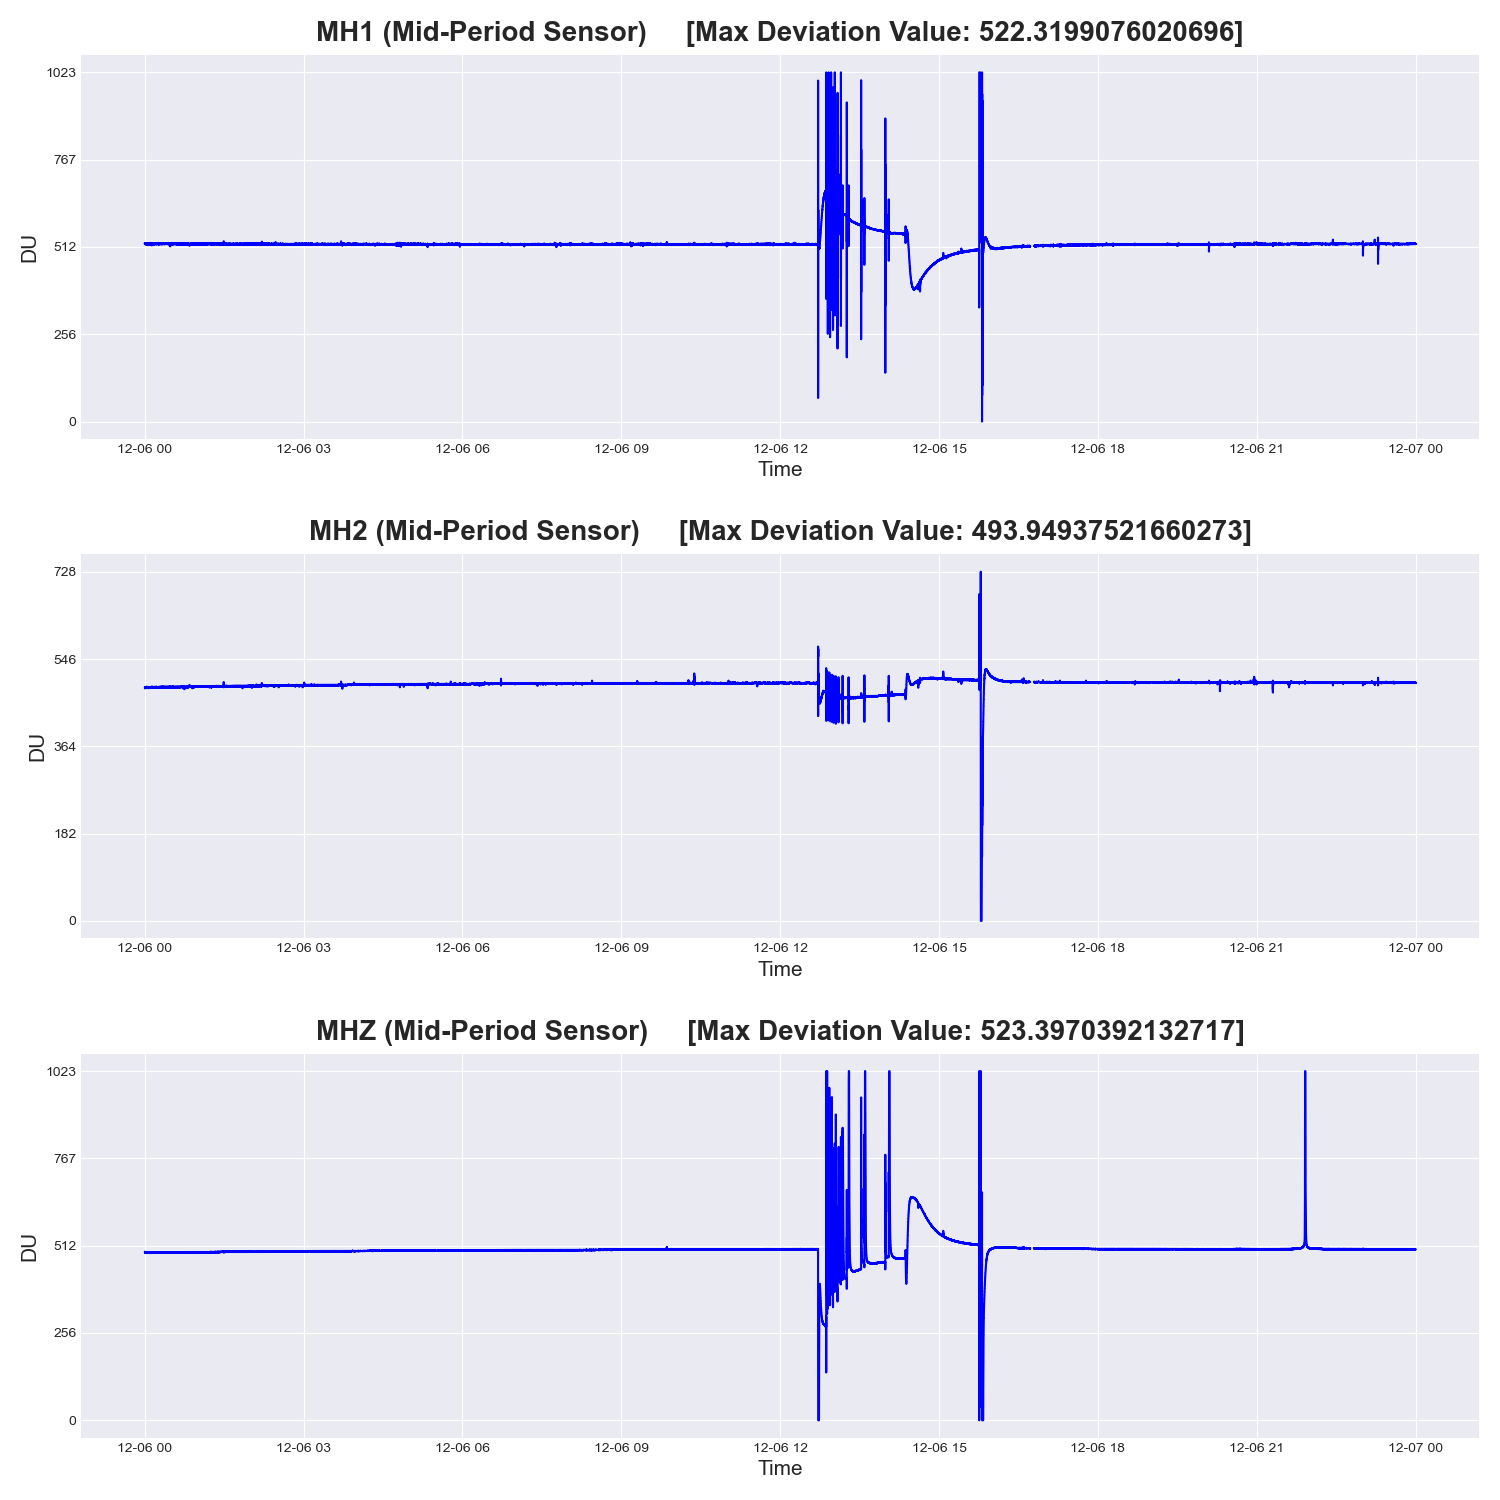 MH1 (Mid-Period Sensor) [Max Deviation Value: 522.3199076020696]
1023
767
512
256
0
DU
12-06 00 12-06 03 12-06 06 12-06 09 12-06 12 12-06 15 12-06 18 12-06 21 12-07 00
Time
MH2 (Mid-Period Sensor) [Max Deviation Value: 493.94937521660273]
728
546
364
182
0
DU
12-06 00 12-06 03 12-06 06 12-06 09 12-06 12 12-06 15 12-06 18 12-06 21 12-07 00
Time
MHZ (Mid-Period Sensor) [Max Deviation Value: 523.3970392132717]
1023
767
512
256
0
DU
12-06 00 12-06 03 12-06 06 12-06 09 12-06 12 12-06 15 12-06 18 12-06 21 12-07 00
Time